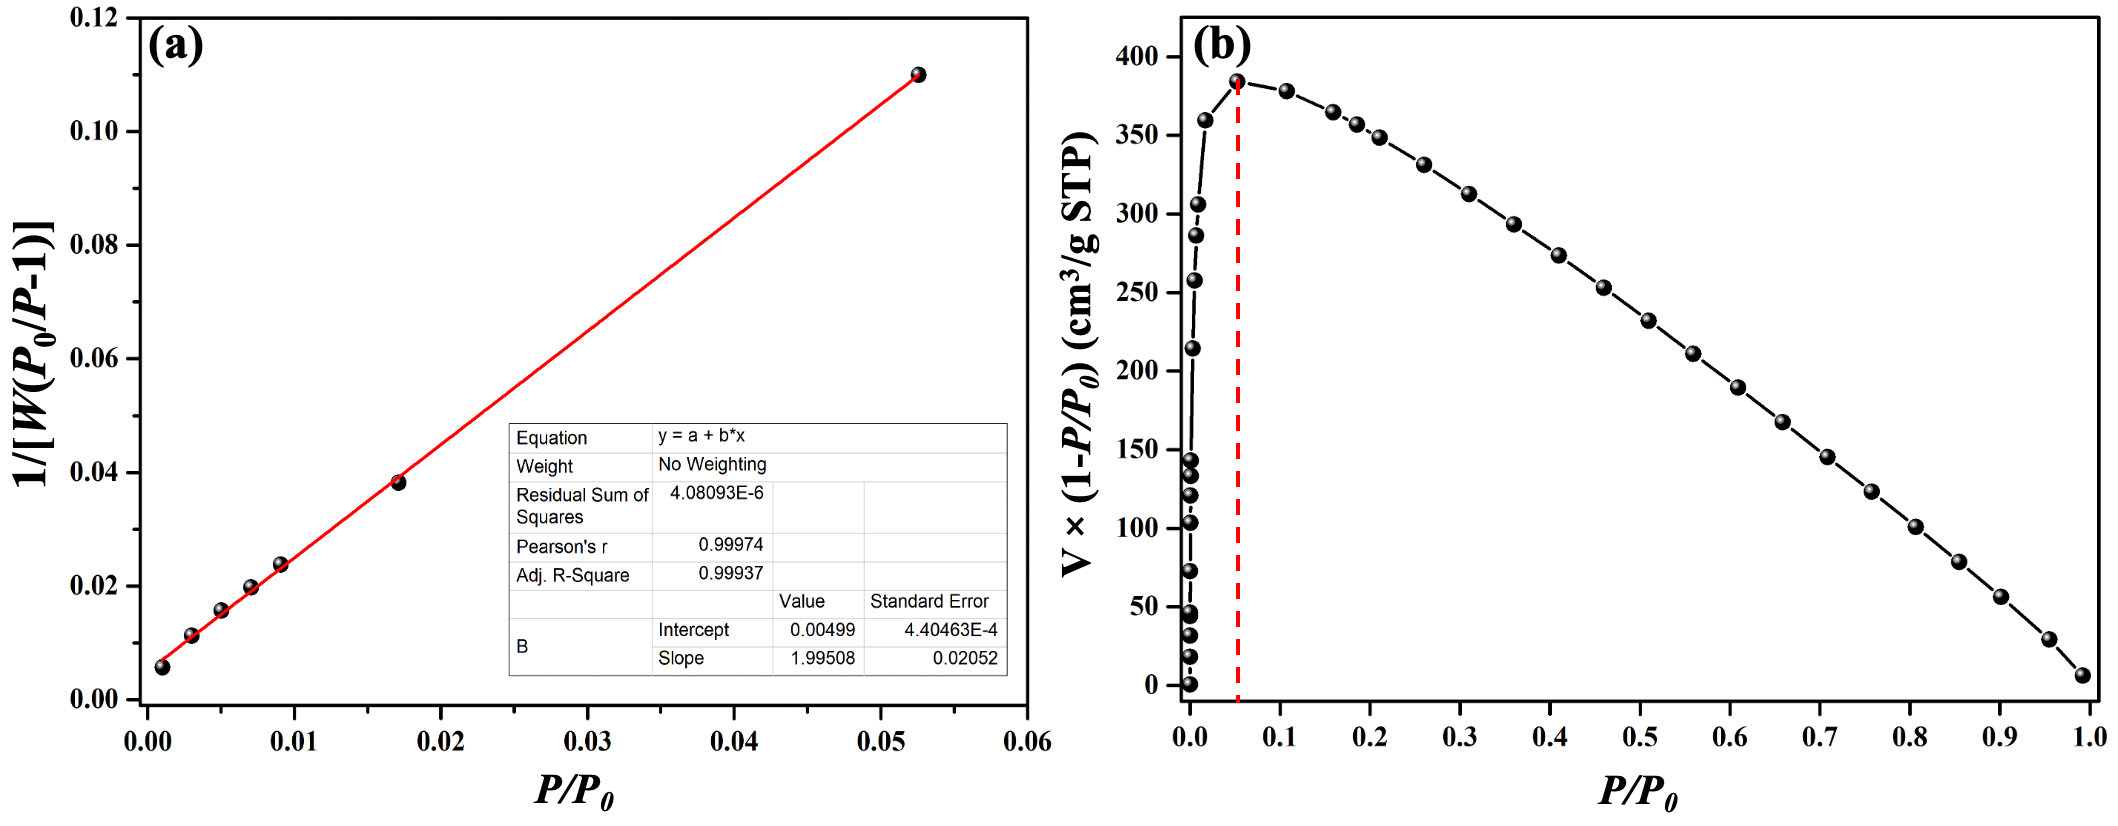 (a)
0.12
0.10
0.08
0.06
0.04
0.02
0.00
1/[W(P0/P-1)]
Equation y = a + b*x
Weight No Weighting
Residual Sum of Squares 4.08093E-6
Pearson's r 0.99974
Adj. R-Square 0.99937
Value Standard Error
B Intercept 0.00499 4.40463E-4
Slope 1.99508 0.02052
0.00 0.01 0.02 0.03 0.04 0.05 0.06
P/P0
(b)
400
350
300
250
200
150
100
50
0
V × (1-P/P0) (cm³/g STP)
0.0 0.1 0.2 0.3 0.4 0.5 0.6 0.7 0.8 0.9 1.0
P/P0